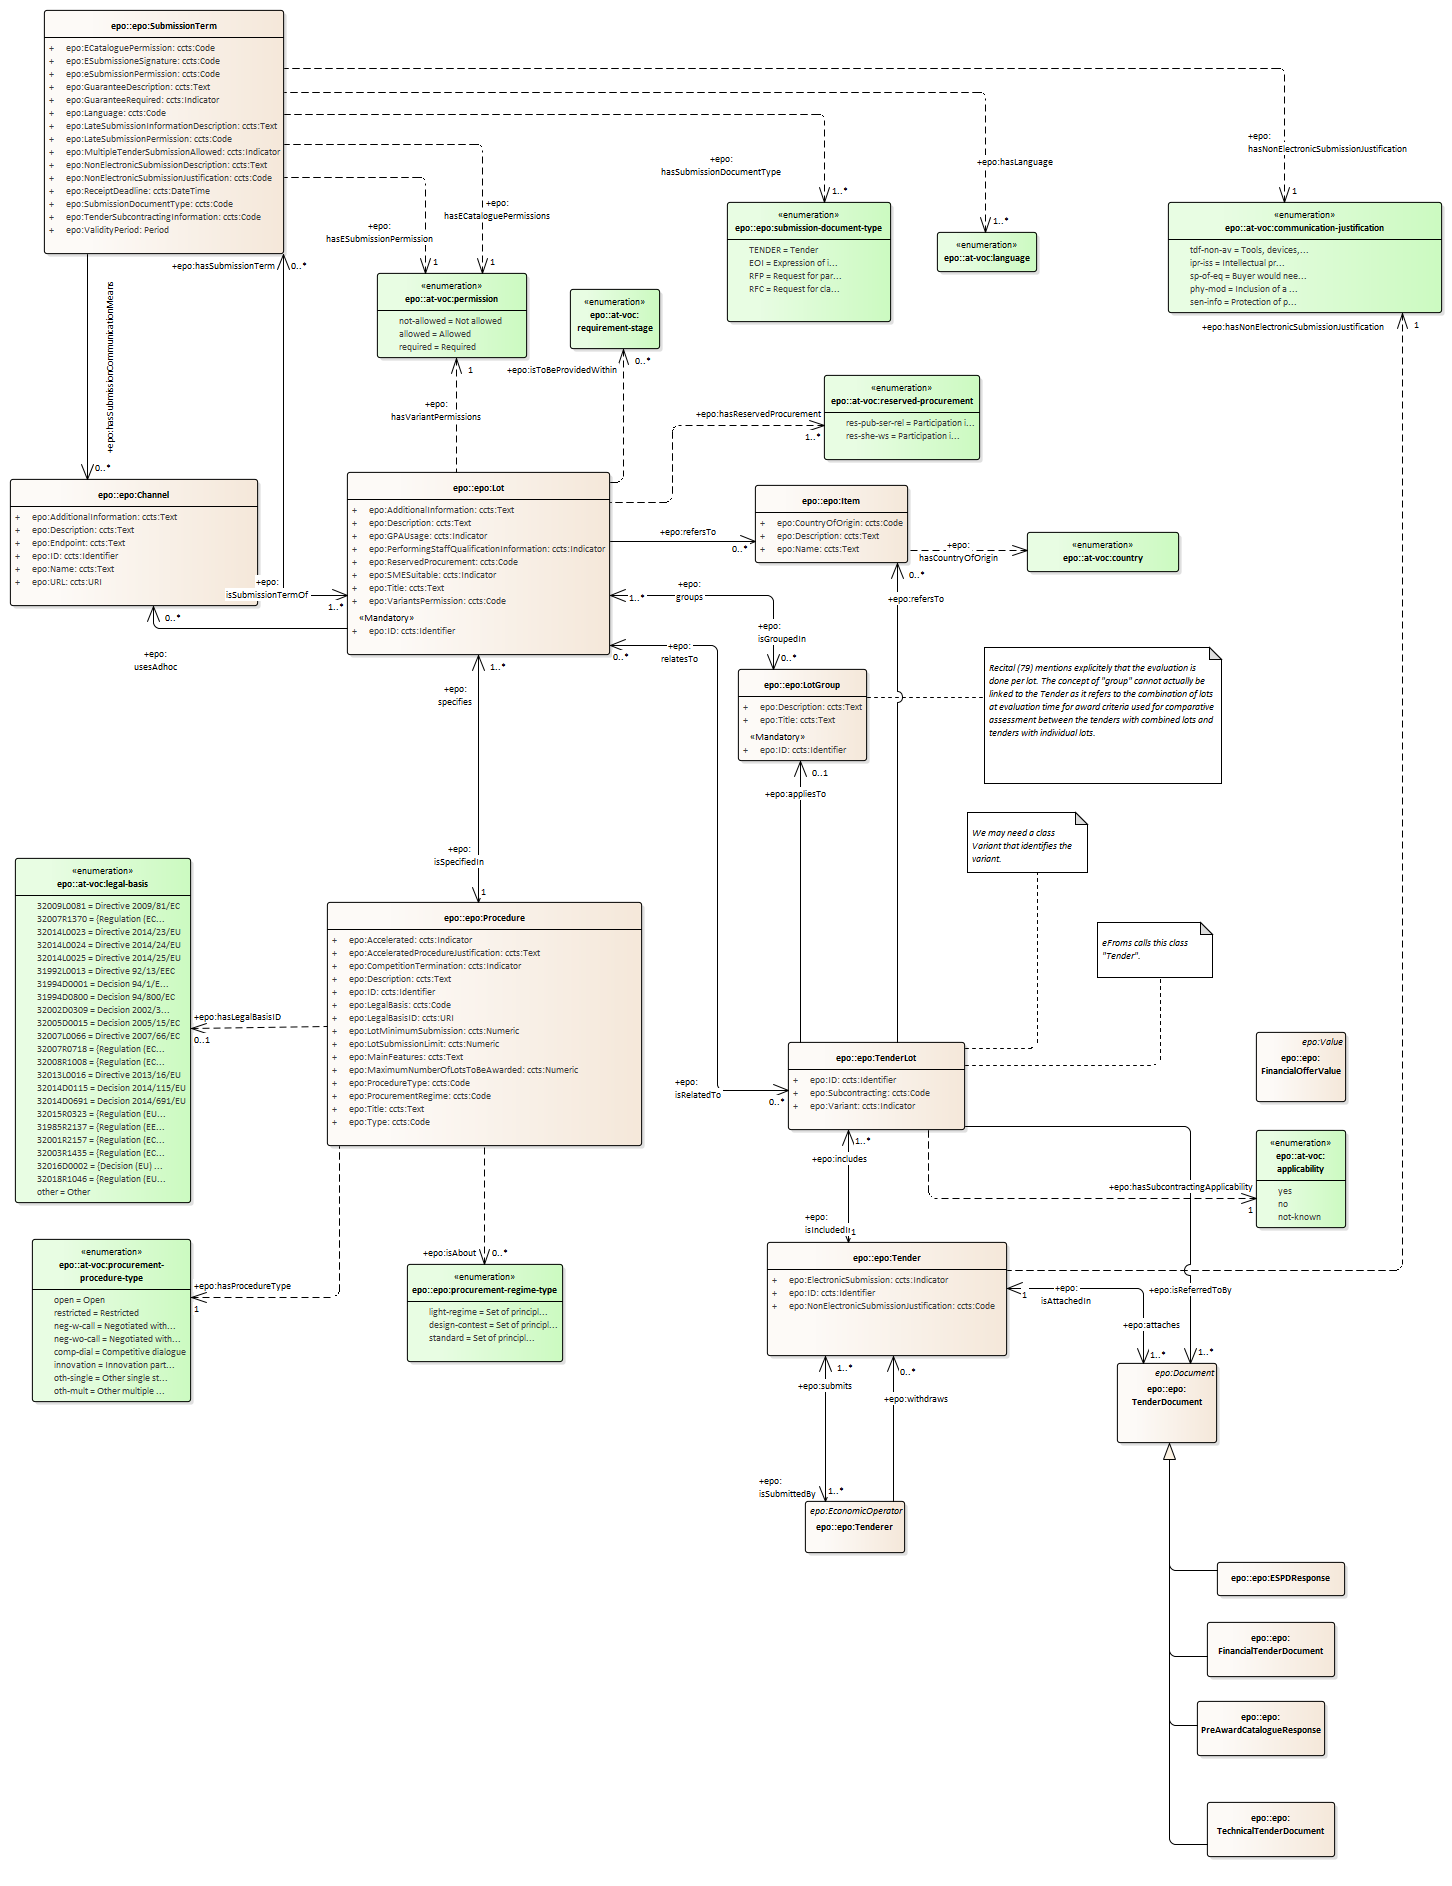 epo::epo:SubmissionTerm
+ epo:ECataloguePermission: ccts:Code
+ epo:ESubmissioneSignature: ccts:Code
+ epo:eSubmissionPermission: ccts:Code
+ epo:GuaranteeDescription: ccts:Text
+ epo:GuaranteeRequired: ccts:Indicator
+ epo:Language: ccts:Code
+ epo:LateSubmissionInformationDescription: ccts:Text
+ epo:LateSubmissionPermission: ccts:Code
+ epo:MultipleTenderSubmissionAllowed: ccts:Indicator
+ epo:NonElectronicSubmissionDescription: ccts:Text
+ epo:NonElectronicSubmissionJustification: ccts:Code
+ epo:ReceiptDeadline: ccts:DateTime
+ epo:SubmissionDocumentType: ccts:Code
+ epo:TenderSubcontractingInformation: ccts:Code
+ epo:ValidityPeriod: Period
+epo:
hasNonElectronicSubmissionJustification
1
+epo:hasLanguage
1..*
+epo:
hasSubmissionDocumentType
1..*
+epo:
hasECataloguePermissions
1
+epo:
hasESubmissionPermission
1
+epo:hasSubmissionTerm
0..*
+epo:hasSubmissionCommunicationMeans
0..*
«enumeration»
epo::epo:submission-document-type
TENDER = Tender
EOI = Expression of i...
RFP = Request for par...
RFC = Request for cla...
«enumeration»
epo::at-voc:language
«enumeration»
epo::at-voc:communication-justification
tdf-non-av = Tools, devices,...
ipr-iss = Intellectual pr...
sp-of-eq = Buyer would nee...
phy-mod = Inclusion of a ...
sen-info = Protection of p...
+epo:hasNonElectronicSubmissionJustification
1
«enumeration»
epo::at-voc:permission
not-allowed = Not allowed
allowed = Allowed
required = Required
1
+epo:
hasVariantPermissions
«enumeration»
epo::at-voc:
requirement-stage
0..*
+epo:isToBeProvidedWithin
«enumeration»
epo::at-voc:reserved-procurement
res-pub-ser-rel = Participation i...
res-she-ws = Participation i...
+epo:hasReservedProcurement
1..*
epo::epo:Channel
+ epo:AdditionalInformation: ccts:Text
+ epo:Description: ccts:Text
+ epo:Endpoint: ccts:Text
+ epo:ID: ccts:Identifier
+ epo:Name: ccts:Text
+ epo:URL: ccts:URI
+epo:
isSubmissionTermOf
1..*
0..*
+epo:
usesAdhoc
epo::epo:Lot
+ epo:AdditionalInformation: ccts:Text
+ epo:Description: ccts:Text
+ epo:GPAUsage: ccts:Indicator
+ epo:PerformingStaffQualificationInformation: ccts:Indicator
+ epo:ReservedProcurement: ccts:Code
+ epo:SMESuitable: ccts:Indicator
+ epo:Title: ccts:Text
+ epo:VariantsPermission: ccts:Code
«Mandatory»
+ epo:ID: ccts:Identifier
+epo:refersTo
0..*
epo::epo:Item
+ epo:CountryOfOrigin: ccts:Code
+ epo:Description: ccts:Text
+ epo:Name: ccts:Text
+epo:
hasCountryOfOrigin
«enumeration»
epo::at-voc:country
0..*
+epo:refersTo
1..*
+epo:
groups
+epo:
isGroupedIn
0..*
0..*
+epo:
relatesTo
epo::epo:LotGroup
+ epo:Description: ccts:Text
+ epo:Title: ccts:Text
«Mandatory»
+ epo:ID: ccts:Identifier
0..1
+epo:appliesTo
Recital (79) mentions explicitely that the evaluation is
done per lot. The concept of "group" cannot actually be
linked to the Tender as it refers to the combination of lots
at evaluation time for award criteria used for comparative
assessment between the tenders with combined lots and
tenders with individual lots.
1..*
+epo:
specifies
+epo:
isSpecifiedIn
1
We may need a class
Variant that identifies the
variant.
eFroms calls this class
"Tender".
«enumeration»
epo::at-voc:legal-basis
32009L0081 = Directive 2009/81/EC
32007R1370 = {Regulation (EC...
32014L0023 = Directive 2014/23/EU
32014L0024 = Directive 2014/24/EU
32014L0025 = Directive 2014/25/EU
31992L0013 = Directive 92/13/EEC
31994D0001 = Decision 94/1/E...
31994D0800 = Decision 94/800/EC
32002D0309 = Decision 2002/3...
32005D0015 = Decision 2005/15/EC
32007L0066 = Directive 2007/66/EC
32007R0718 = {Regulation (EC...
32008R1008 = {Regulation (EC...
32013L0016 = Directive 2013/16/EU
32014D0115 = Decision 2014/115/EU
32014D0691 = Decision 2014/691/EU
32015R0323 = {Regulation (EU...
31985R2137 = {Regulation (EE...
32001R2157 = {Regulation (EC...
32003R1435 = {Regulation (EC...
32016D0002 = {Decision (EU) ...
32018R1046 = {Regulation (EU...
other = Other
+epo:hasLegalBasisID
0..1
epo::epo:Procedure
+ epo:Accelerated: ccts:Indicator
+ epo:AcceleratedProcedureJustification: ccts:Text
+ epo:CompetitionTermination: ccts:Indicator
+ epo:Description: ccts:Text
+ epo:ID: ccts:Identifier
+ epo:LegalBasis: ccts:Code
+ epo:LegalBasisID: ccts:URI
+ epo:LotMinimumSubmission: ccts:Numeric
+ epo:LotSubmissionLimit: ccts:Numeric
+ epo:MainFeatures: ccts:Text
+ epo:MaximumNumberOfLotsToBeAwarded: ccts:Numeric
+ epo:ProcedureType: ccts:Code
+ epo:ProcurementRegime: ccts:Code
+ epo:Title: ccts:Text
+ epo:Type: ccts:Code
+epo:
isRelatedTo
0..*
epo::epo:TenderLot
+ epo:ID: ccts:Identifier
+ epo:Subcontracting: ccts:Code
+ epo:Variant: ccts:Indicator
epo:Value
epo::epo:
FinancialOfferValue
«enumeration»
epo::at-voc:
applicability
yes
no
not-known
+epo:hasSubcontractingApplicability
1
1..*
+epo:includes
+epo:
isIncludedIn
1
«enumeration»
epo::at-voc:procurement-
procedure-type
open = Open
restricted = Restricted
neg-w-call = Negotiated with...
neg-wo-call = Negotiated with...
comp-dial = Competitive dialogue
innovation = Innovation part...
oth-single = Other single st...
oth-mult = Other multiple ...
+epo:hasProcedureType
1
+epo:isAbout
0..*
«enumeration»
epo::epo:procurement-regime-type
light-regime = Set of principl...
design-contest = Set of principl...
standard = Set of principl...
epo::epo:Tender
+ epo:ElectronicSubmission: ccts:Indicator
+ epo:ID: ccts:Identifier
+ epo:NonElectronicSubmissionJustification: ccts:Code
1
+epo:
isAttachedIn
+epo:isReferredToBy
1..*
+epo:attaches
1..*
1..*
+epo:submits
0..*
+epo:withdraws
+epo:
isSubmittedBy
1..*
epo:EconomicOperator
epo::epo:Tenderer
epo:Document
epo::epo:
TenderDocument
epo::epo:ESPDResponse
epo::epo:
FinancialTenderDocument
epo::epo:
PreAwardCatalogueResponse
epo::epo:
TechnicalTenderDocument